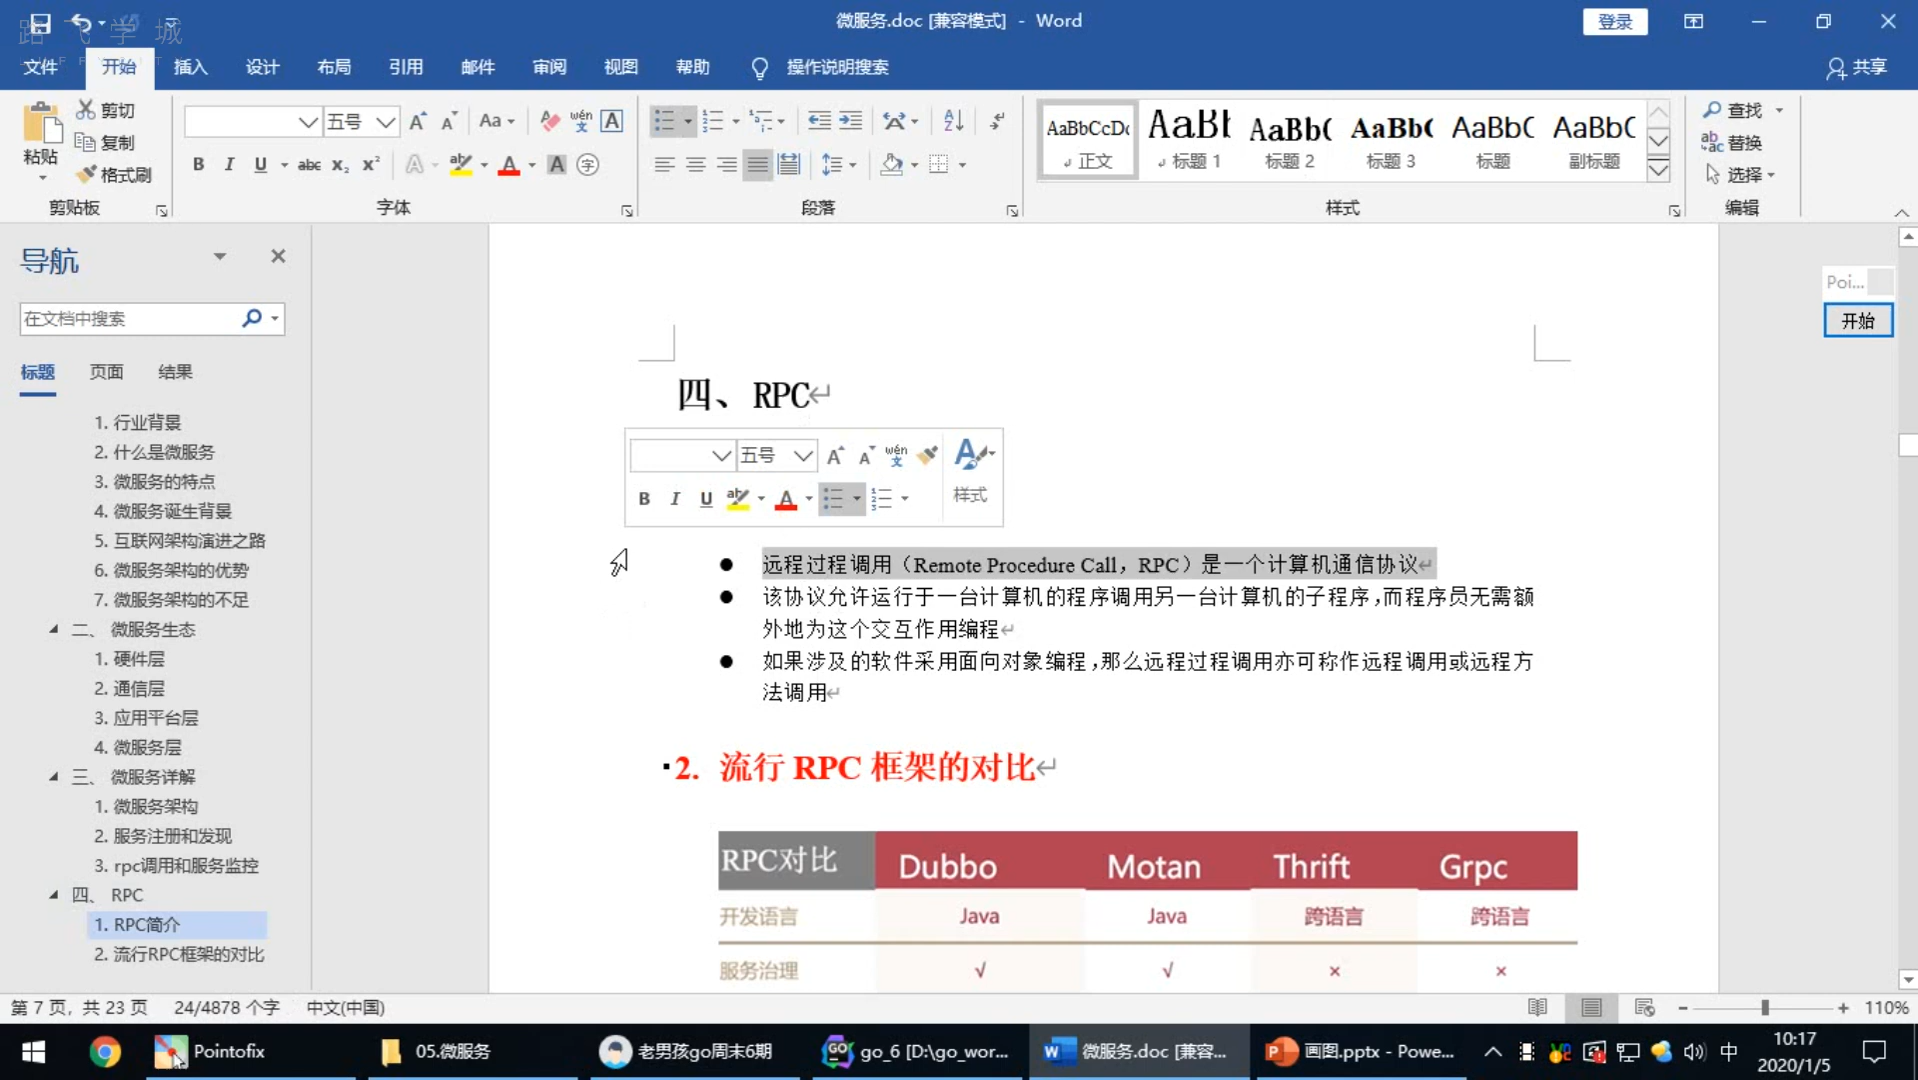 路飞学城
微服务.doc [兼容模式] - Word
登录
文件 开始 插入 设计 布局 引用 邮件 审阅 视图 帮助 操作说明搜索 共享
粘贴 剪切 复制 格式刷
五号
AaBbCcDc AaBb AaBbC AaBbC AaBbC AaBbC
正文 标题 1 标题 2 标题 3 标题 副标题
查找 替换 选择
剪贴板 字体 段落 样式 编辑
导航
在文档中搜索
标题 页面 结果
1. 行业背景
2. 什么是微服务
3. 微服务的特点
4. 微服务诞生背景
5. 互联网架构演进之路
6. 微服务架构的优势
7. 微服务架构的不足
二、 微服务生态
1. 硬件层
2. 通信层
3. 应用平台层
4. 微服务层
三、 微服务详解
1. 微服务架构
2. 服务注册和发现
3. rpc调用和服务监控
四、 RPC
1. RPC简介
2. 流行RPC框架的对比
Poi...
开始
四、RPC
五号
样式
● 远程过程调用（Remote Procedure Call，RPC）是一个计算机通信协议
● 该协议允许运行于一台计算机的程序调用另一台计算机的子程序,而程序员无需额
外地为这个交互作用编程
● 如果涉及的软件采用面向对象编程,那么远程过程调用亦可称作远程调用或远程方
法调用
2. 流行 RPC 框架的对比
RPC对比 Dubbo Motan Thrift Grpc
开发语言 Java Java 跨语言 跨语言
服务治理 √ √ × ×
第 7 页，共 23 页 24/4878 个字 中文(中国) 110%
Pointofix 05.微服务 老男孩go周末6期 go_6 [D:\go_wor... 微服务.doc [兼容... 画图.pptx - Powe... 中 10:17
2020/1/5